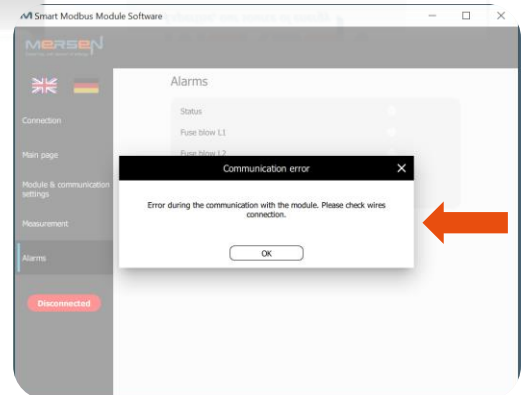 Smart Modbus Module Software
MERSEN
Alarms
Status
Connection
Fuse blow L1
Main page
Fuse blow L2
Communication error
Module & communication
settings
Error during the communication with the module. Please check wires
connection.
Measurement
OK
Alarms
Disconnected